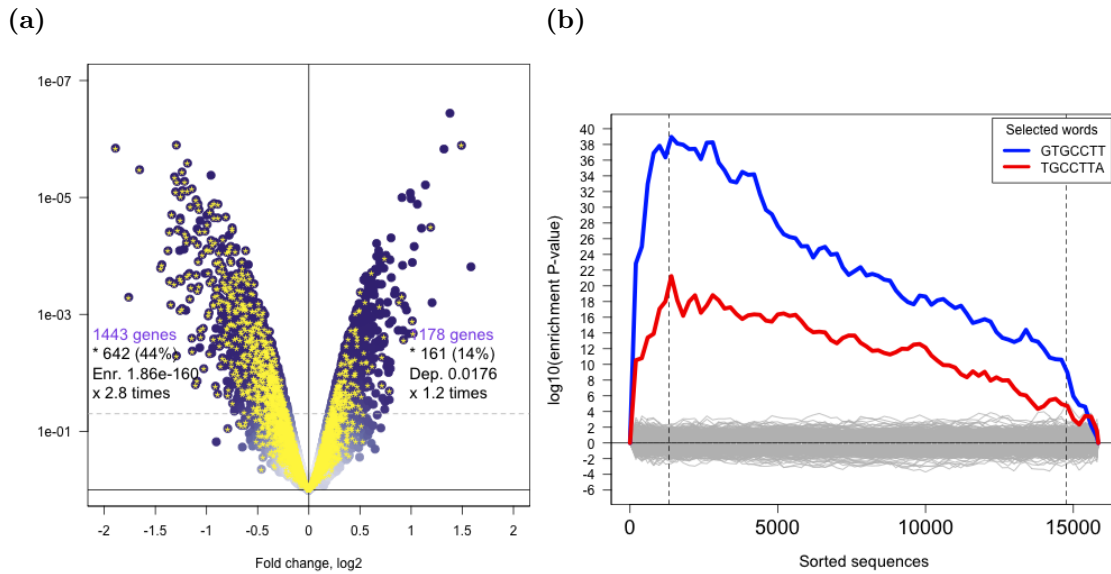 (a)
(b)
1e-07
1e-05
1e-03
1e-01
1443 genes
* 642 (44%)
Enr. 1.86e-160
x 2.8 times
178 genes
* 161 (14%)
Dep. 0.0176
x 1.2 times
-2 -1.5 -1 -0.5 0 0.5 1 1.5 2
Fold change, log2
log10(enrichment P-value)
40
38
36
34
32
30
28
26
24
22
20
18
16
14
12
10
8
6
4
2
0
-2
-4
-6
Selected words
GTGCCTT
TGCCTTA
0 5000 10000 15000
Sorted sequences